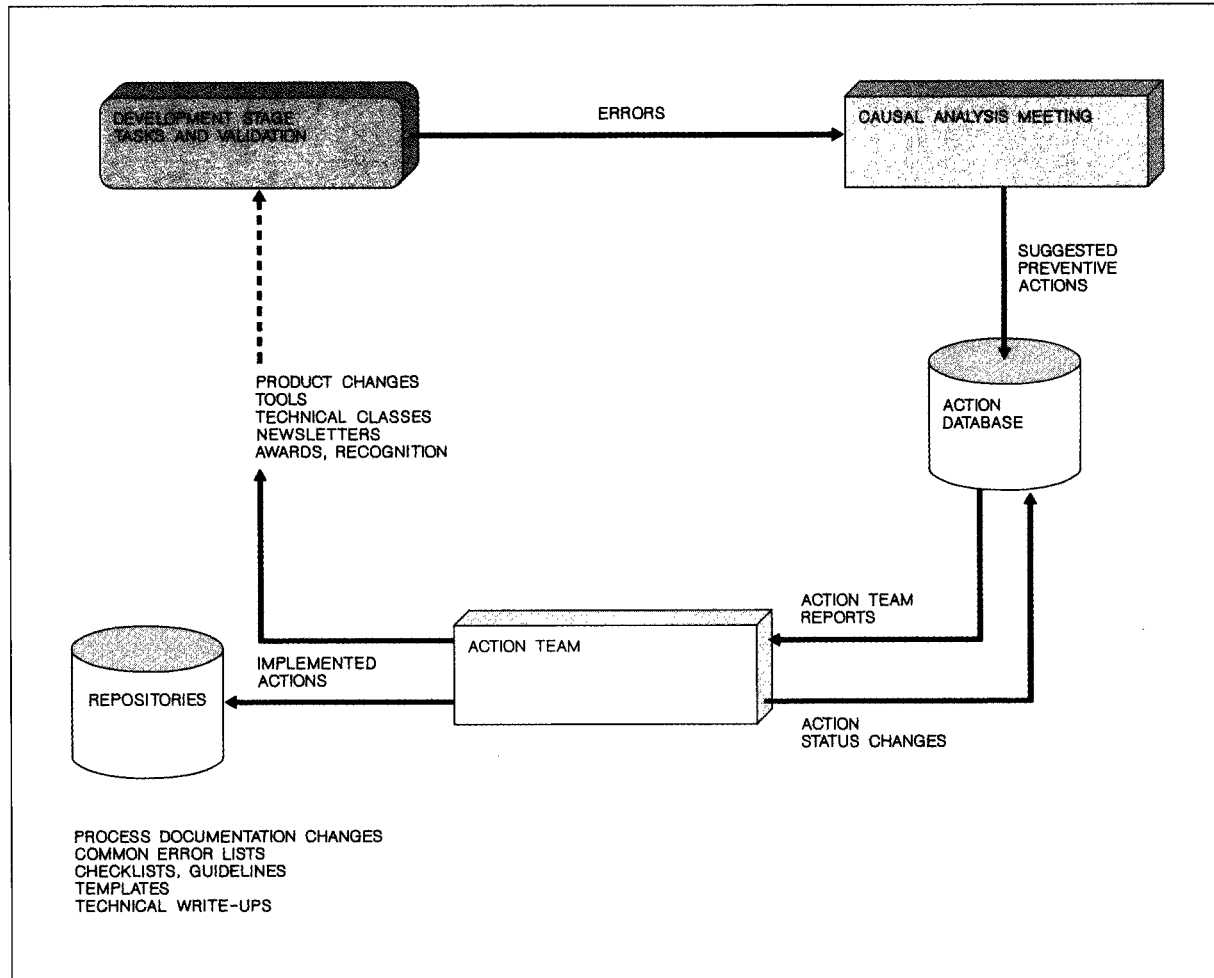 DEVELOPMENT STAGE
TASKS AND VALIDATION
ERRORS
CAUSAL ANALYSIS MEETING
SUGGESTED
PREVENTIVE
ACTIONS
PRODUCT CHANGES
TOOLS
TECHNICAL CLASSES
NEWSLETTERS
AWARDS, RECOGNITION
ACTION
DATABASE
ACTION TEAM
REPORTS
ACTION TEAM
IMPLEMENTED
ACTIONS
REPOSITORIES
ACTION
STATUS CHANGES
PROCESS DOCUMENTATION CHANGES
COMMON ERROR LISTS
CHECKLISTS, GUIDELINES
TEMPLATES
TECHNICAL WRITE-UPS